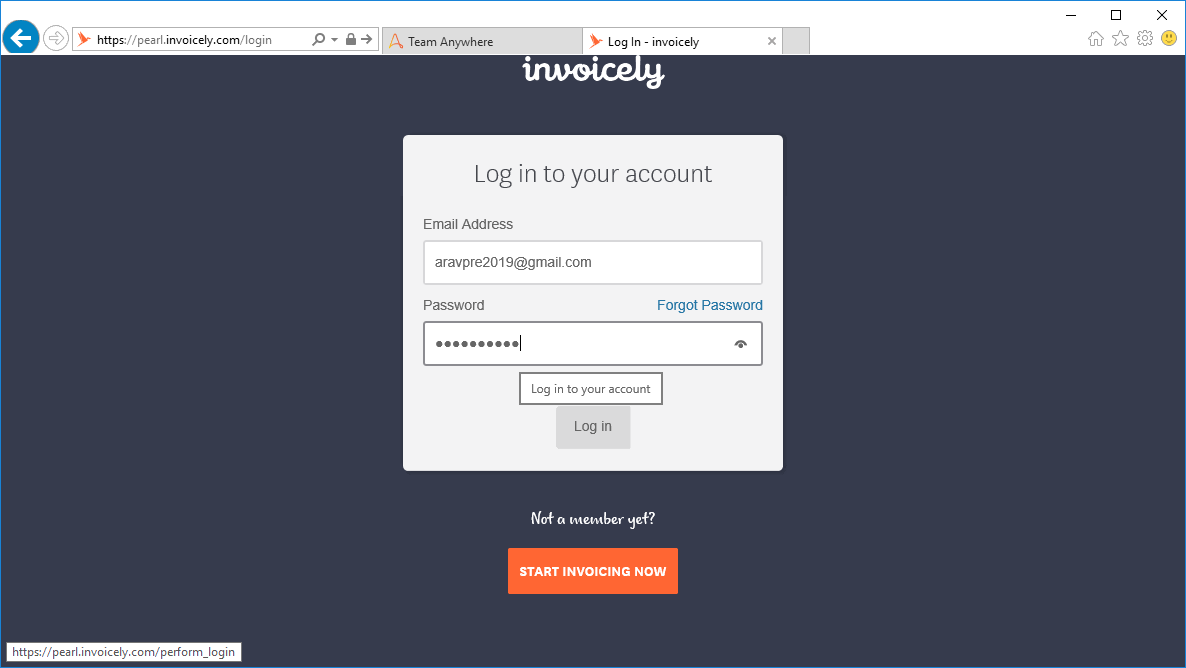 https://pearl.invoicely.com/login
Team Anywhere
Log In - invoicely
invoicely
Log in to your account
Email Address
aravpre2019@gmail.com
Password
Forgot Password
••••••••••
Log in to your account
Log in
Not a member yet?
START INVOICING NOW
https://pearl.invoicely.com/perform_login